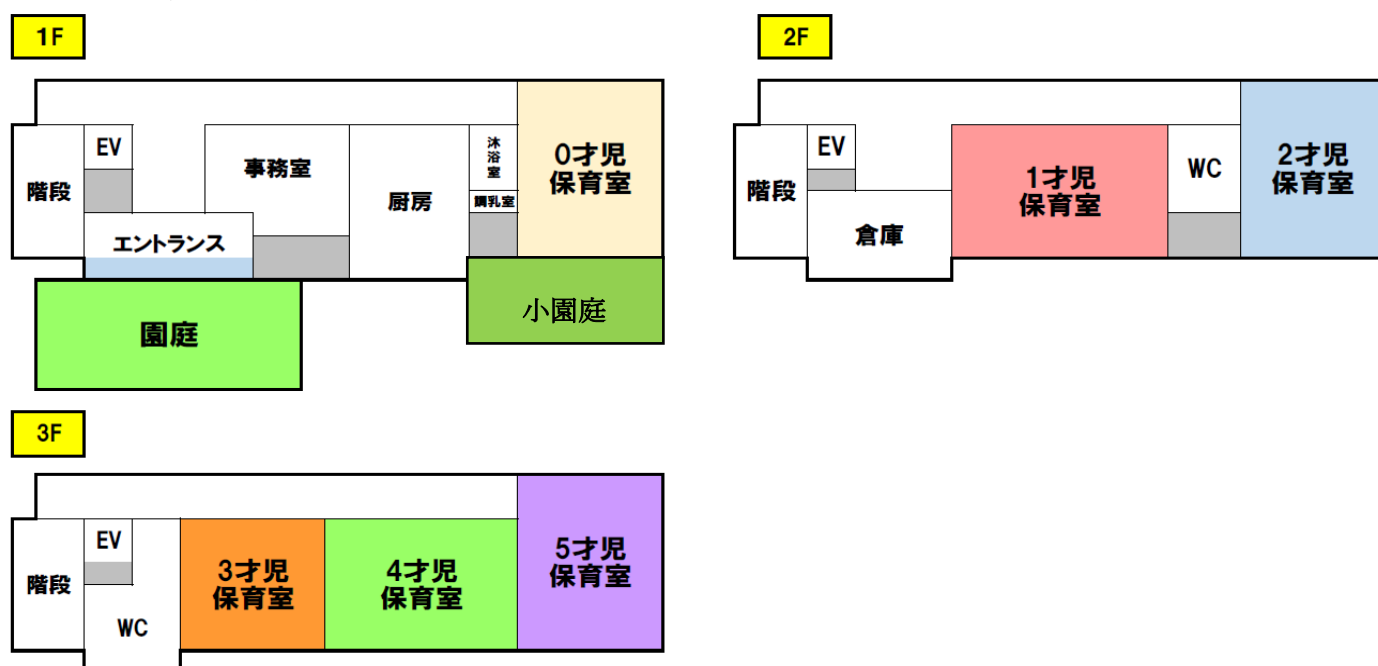 1F
EV
階段
エントランス
事務室
厨房
沐浴室
調乳室
0才児
保育室
園庭
小園庭
2F
EV
階段
倉庫
1才児
保育室
WC
2才児
保育室
3F
EV
階段
WC
3才児
保育室
4才児
保育室
5才児
保育室